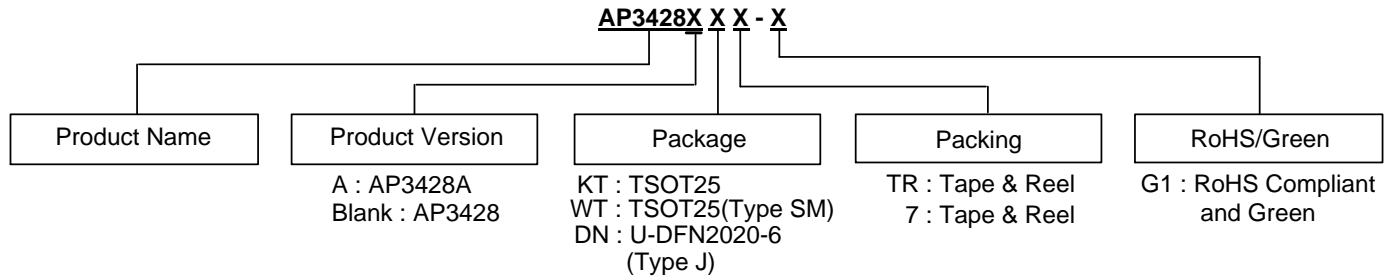 AP3428X X X - X
Product Name
Product Version
Package
Packing
RoHS/Green
A : AP3428A
Blank : AP3428
KT : TSOT25
WT : TSOT25(Type SM)
DN : U-DFN2020-6
(Type J)
TR : Tape & Reel
7 : Tape & Reel
G1 : RoHS Compliant
and Green